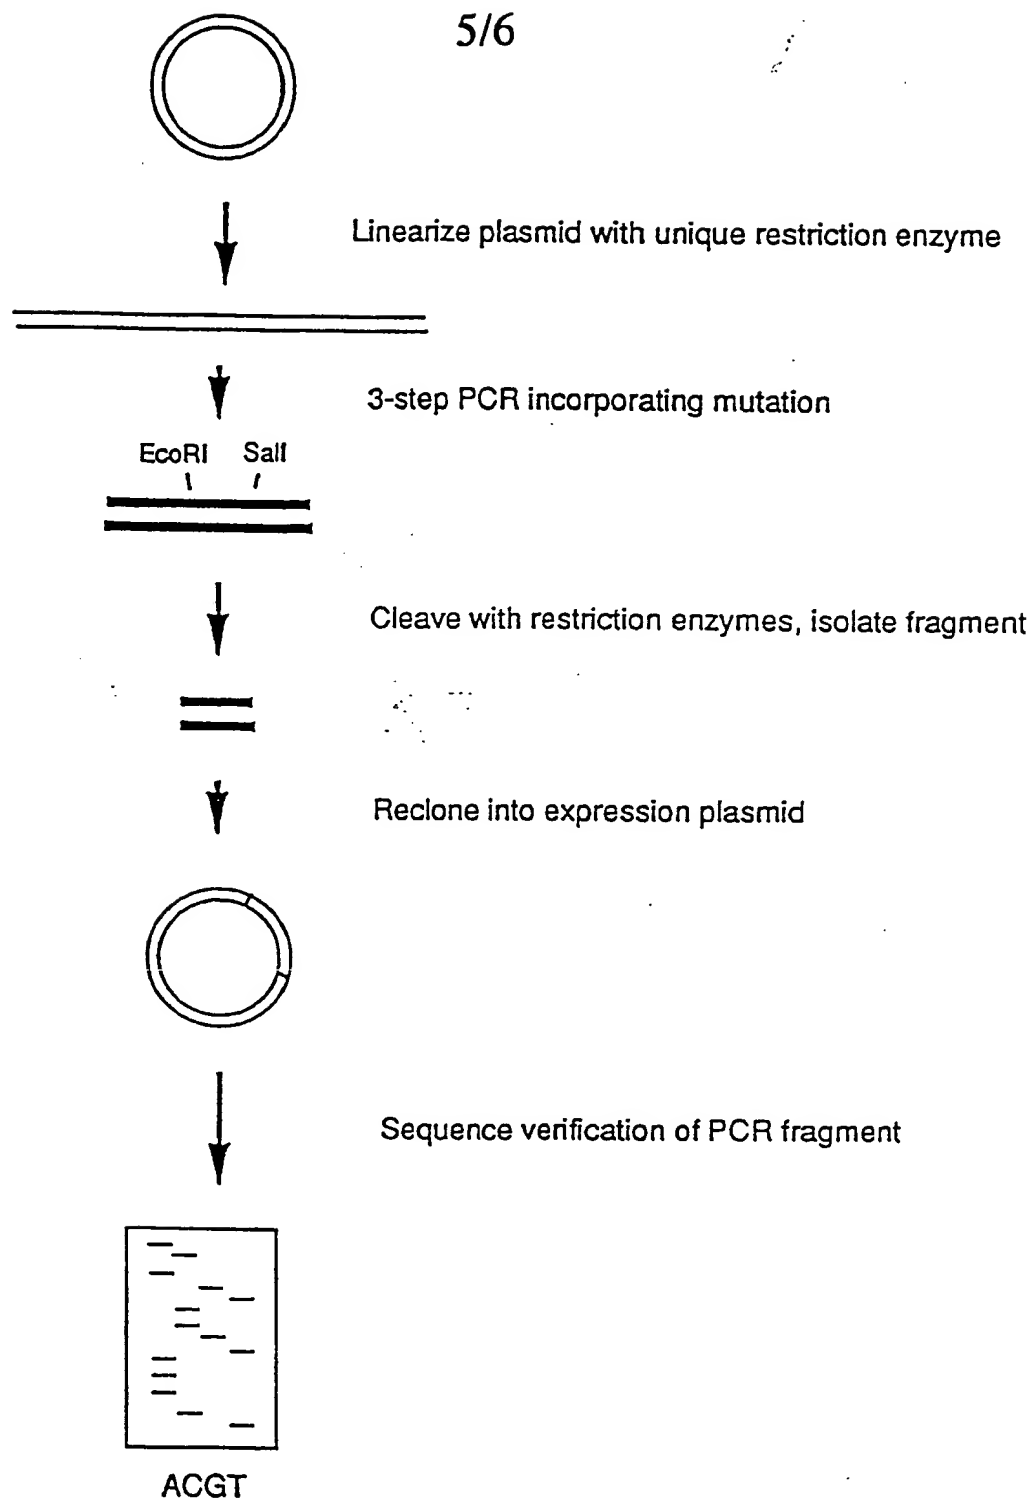 5/6
Linearize plasmid with unique restriction enzyme
3-step PCR incorporating mutation
EcoRI SalI
Cleave with restriction enzymes, isolate fragment
Reclone into expression plasmid
Sequence verification of PCR fragment
ACGT